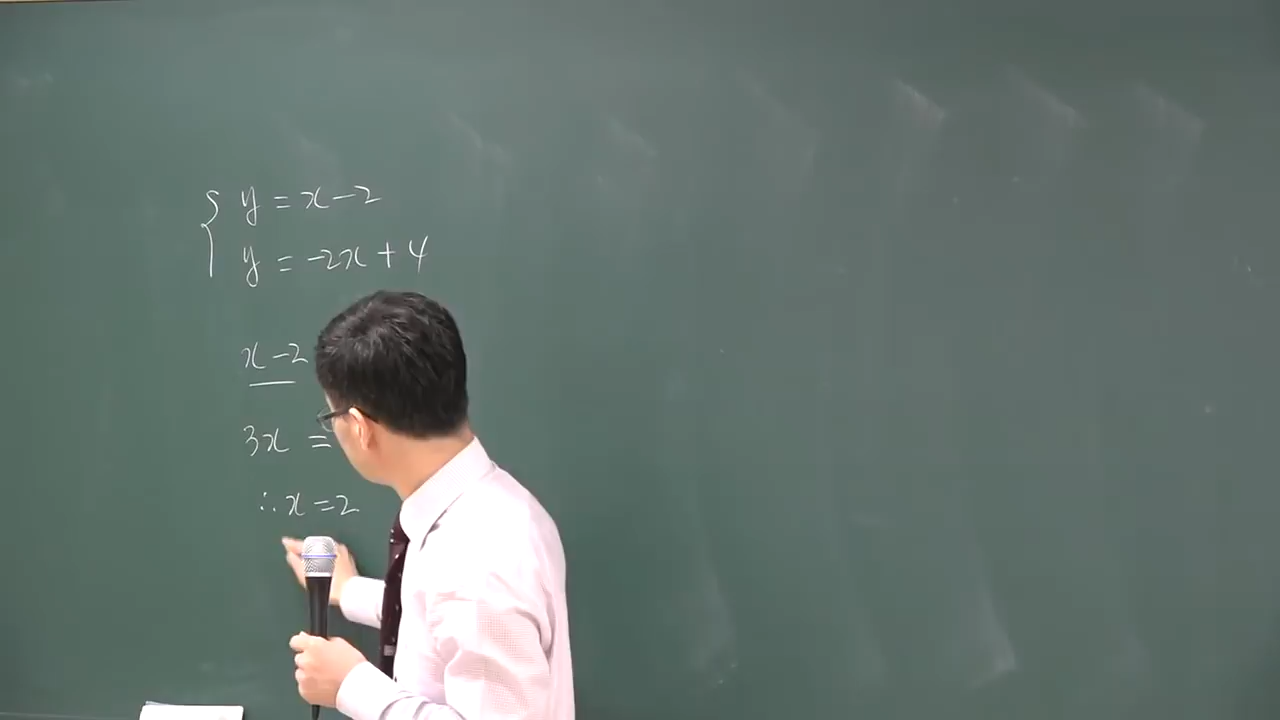 y = x - 2
y = -2x + 4
x - 2
3x =
∴ x = 2